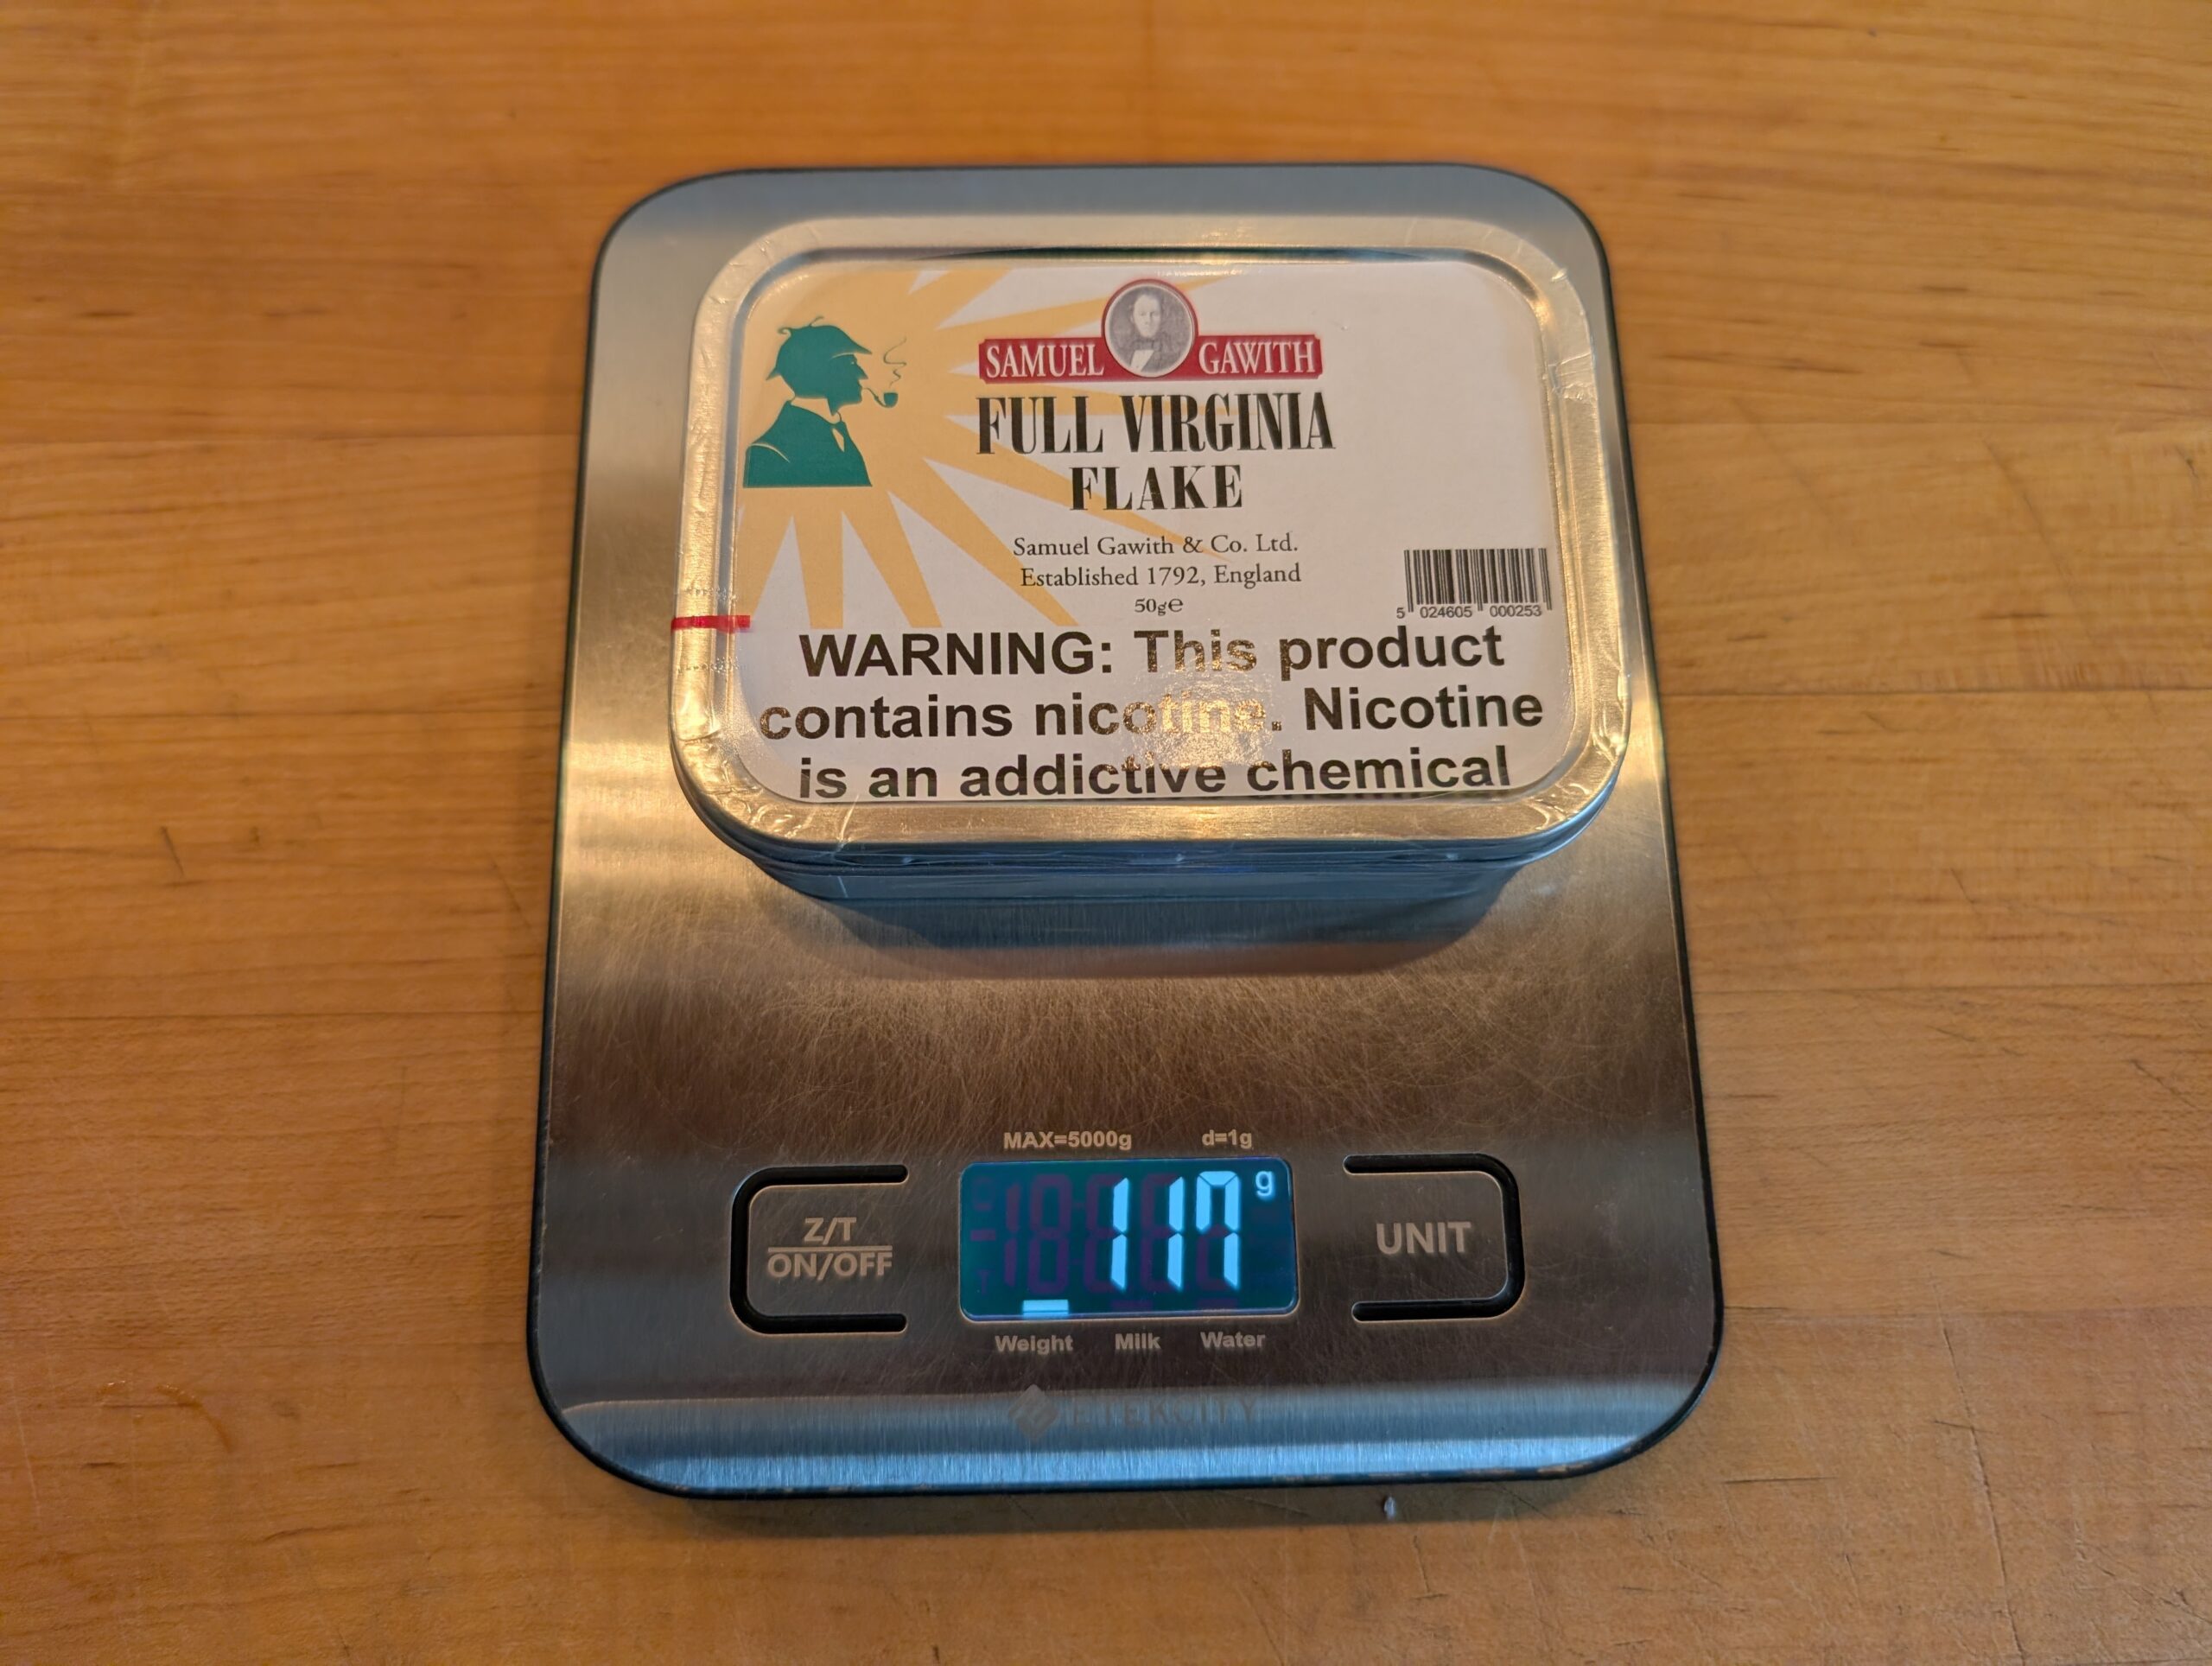 SAMUEL GAWITH
FULL VIRGINIA
FLAKE
Samuel Gawith & Co. Ltd.
Established 1792, England
50g℮
5 024605 000253
WARNING: This product
contains nicotine. Nicotine
is an addictive chemical
MAX=5000g d=1g
Z/T
ON/OFF
117 g
UNIT
Weight Milk Water
ETEKCITY